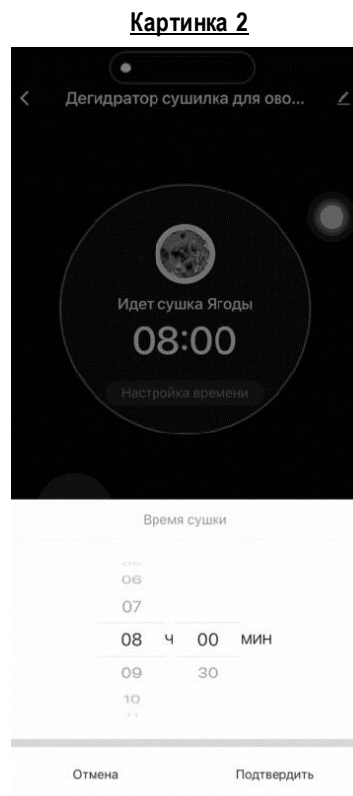 Картинка 2
Дегидратор сушилка для ово...
Идет сушка Ягоды
08:00
Настройка времени
Время сушки
06
07
08 ч 00 мин
09 30
10
11
Отмена Подтвердить